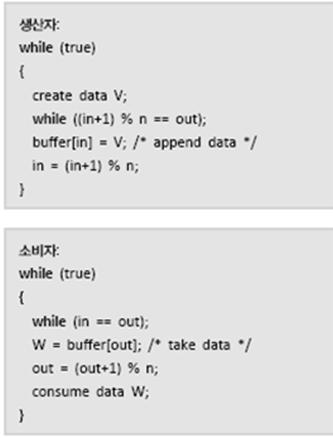 생산자:
while (true)
{
create data V;
while ((in+1) % n == out);
buffer[in] = V; /* append data */
in = (in+1) % n;
}
소비자:
while (true)
{
while (in == out);
W = buffer[out]; /* take data */
out = (out+1) % n;
consume data W;
}